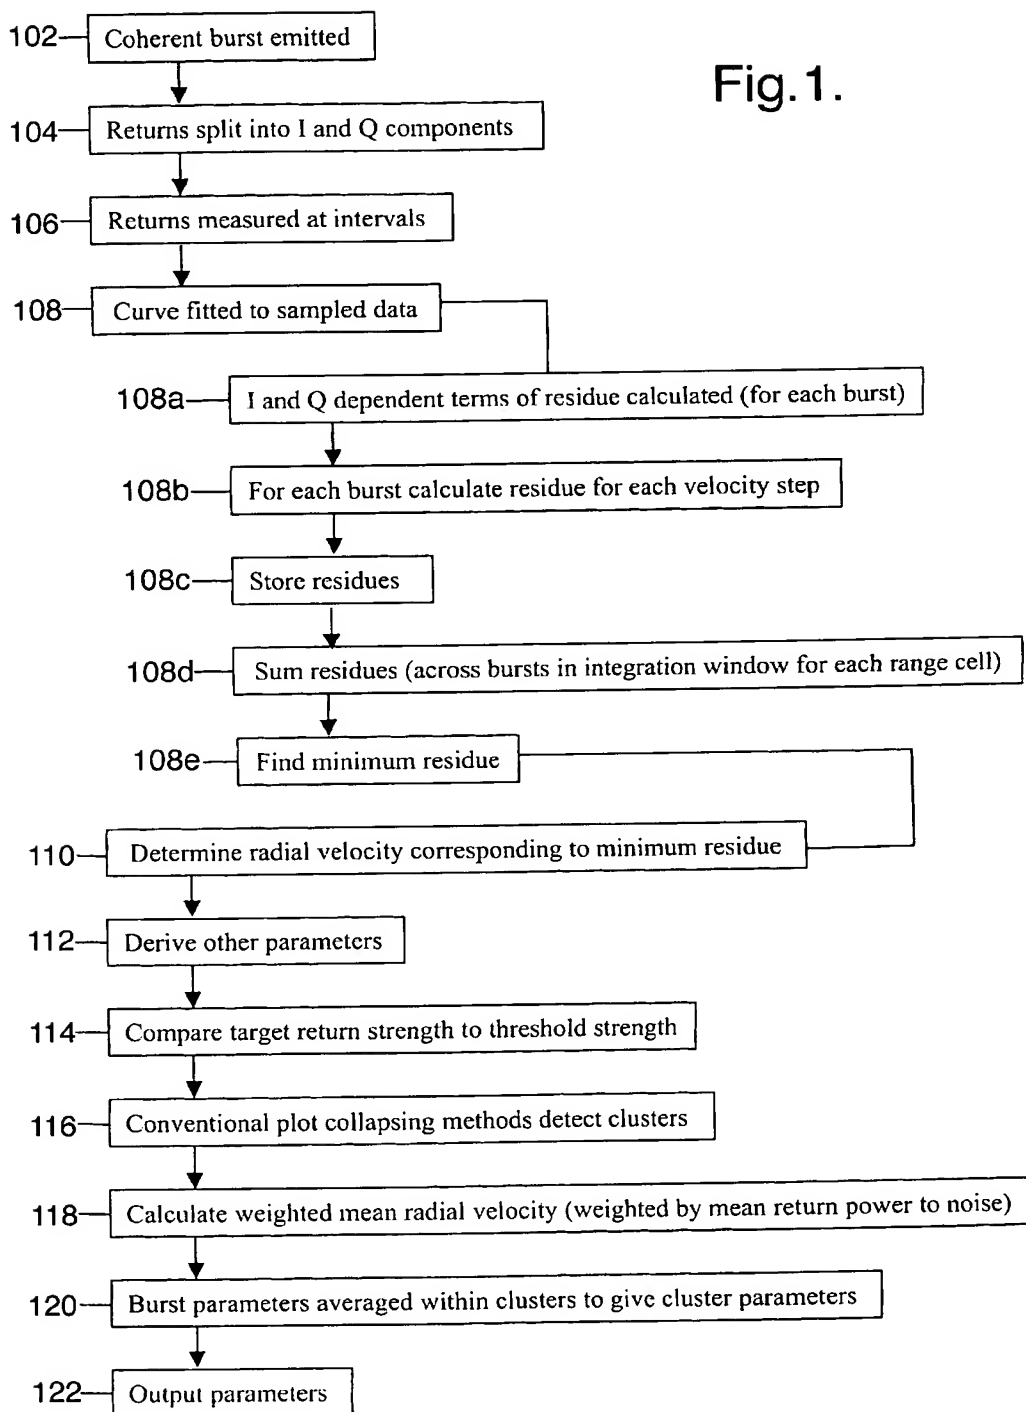 102 Coherent burst emitted
Fig.1.
104 Returns split into I and Q components
106 Returns measured at intervals
108 Curve fitted to sampled data
108a I and Q dependent terms of residue calculated (for each burst)
108b For each burst calculate residue for each velocity step
108c Store residues
108d Sum residues (across bursts in integration window for each range cell)
108e Find minimum residue
110 Determine radial velocity corresponding to minimum residue
112 Derive other parameters
114 Compare target return strength to threshold strength
116 Conventional plot collapsing methods detect clusters
118 Calculate weighted mean radial velocity (weighted by mean return power to noise)
120 Burst parameters averaged within clusters to give cluster parameters
122 Output parameters